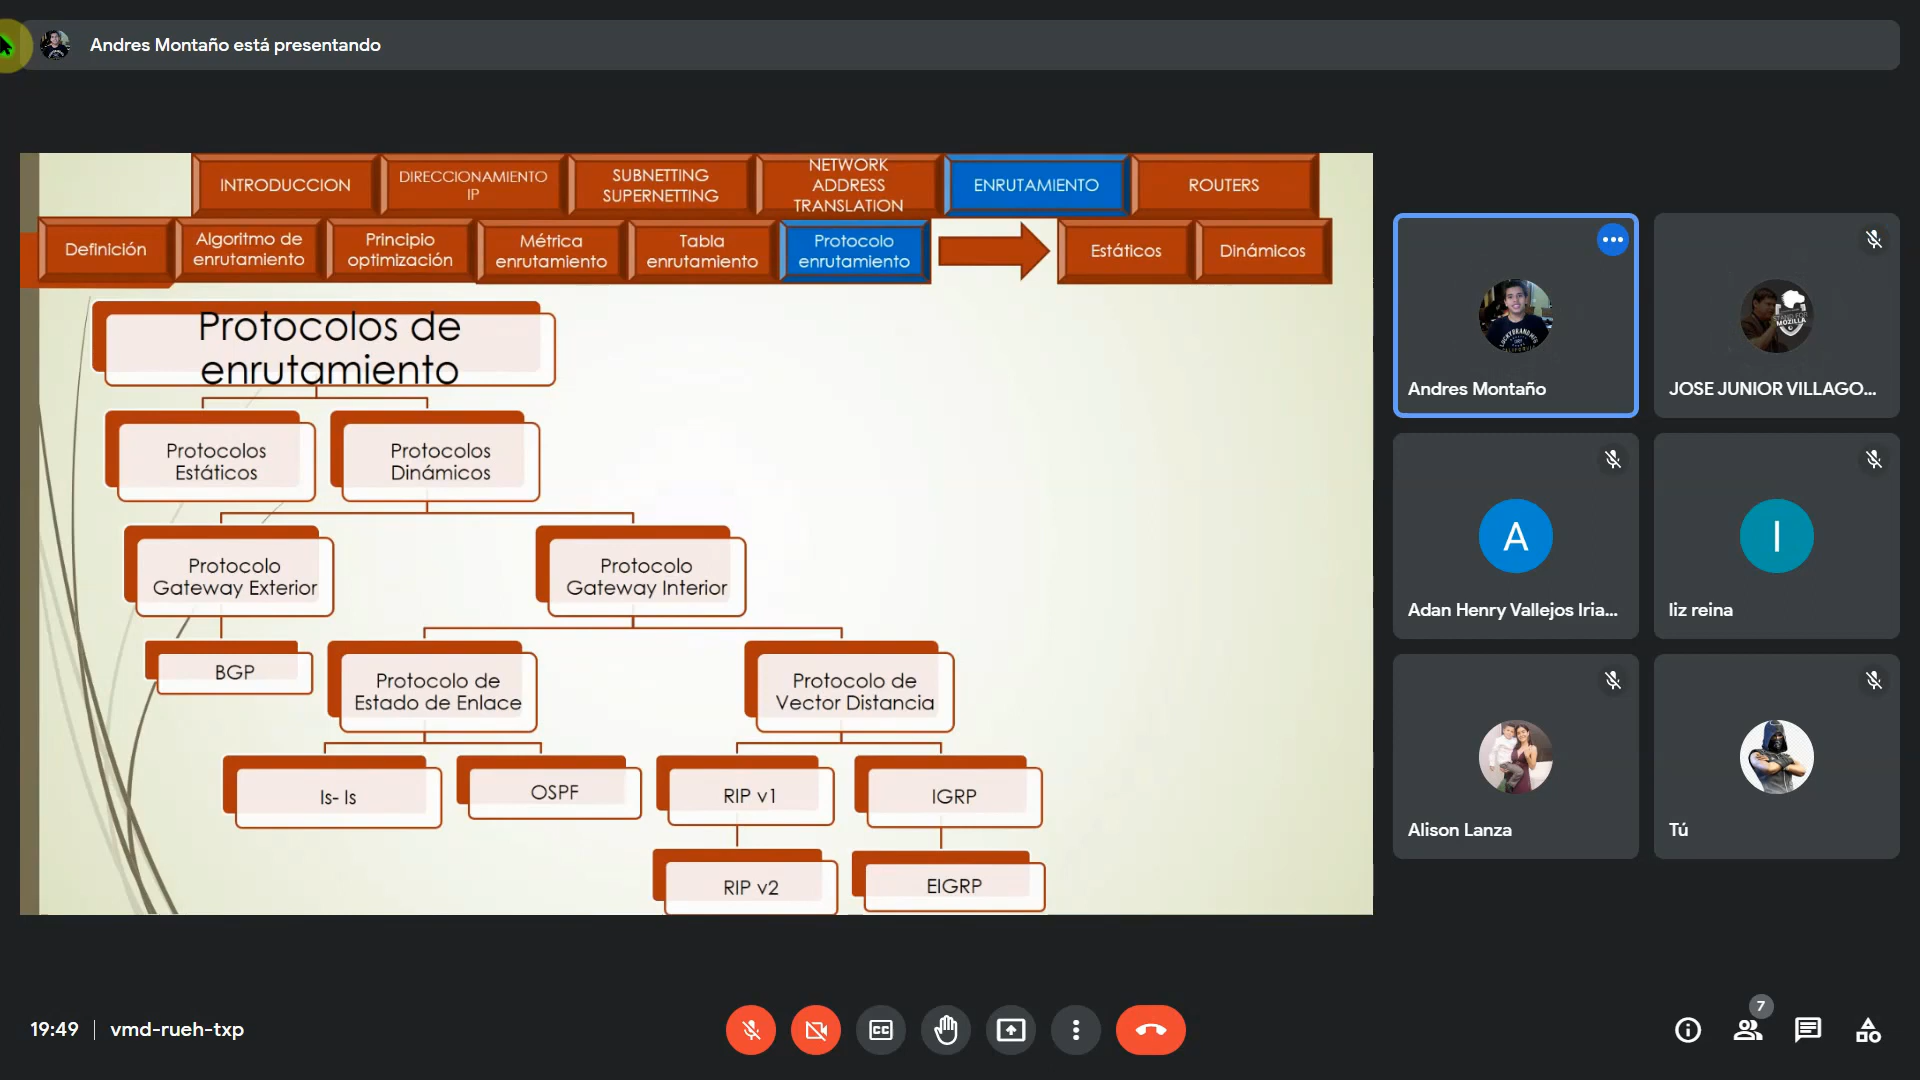 Andres Montaño está presentando
INTRODUCCION
DIRECCIONAMIENTO
IP
SUBNETTING
SUPERNETTING
NETWORK
ADDRESS
TRANSLATION
ENRUTAMIENTO
ROUTERS
Definición
Algoritmo de
enrutamiento
Principio
optimización
Métrica
enrutamiento
Tabla
enrutamiento
Protocolo
enrutamiento
Estáticos
Dinámicos
Protocolos de
enrutamiento
Protocolos
Estáticos
Protocolos
Dinámicos
Protocolo
Gateway Exterior
Protocolo
Gateway Interior
BGP
Protocolo de
Estado de Enlace
Protocolo de
Vector Distancia
Is- Is
OSPF
RIP v1
IGRP
RIP v2
EIGRP
Andres Montaño
STAND FOR
MOZILLA
JOSE JUNIOR VILLAGO...
A
Adan Henry Vallejos Iria...
l
liz reina
Alison Lanza
Tú
19:49 | vmd-rueh-txp
CC
7